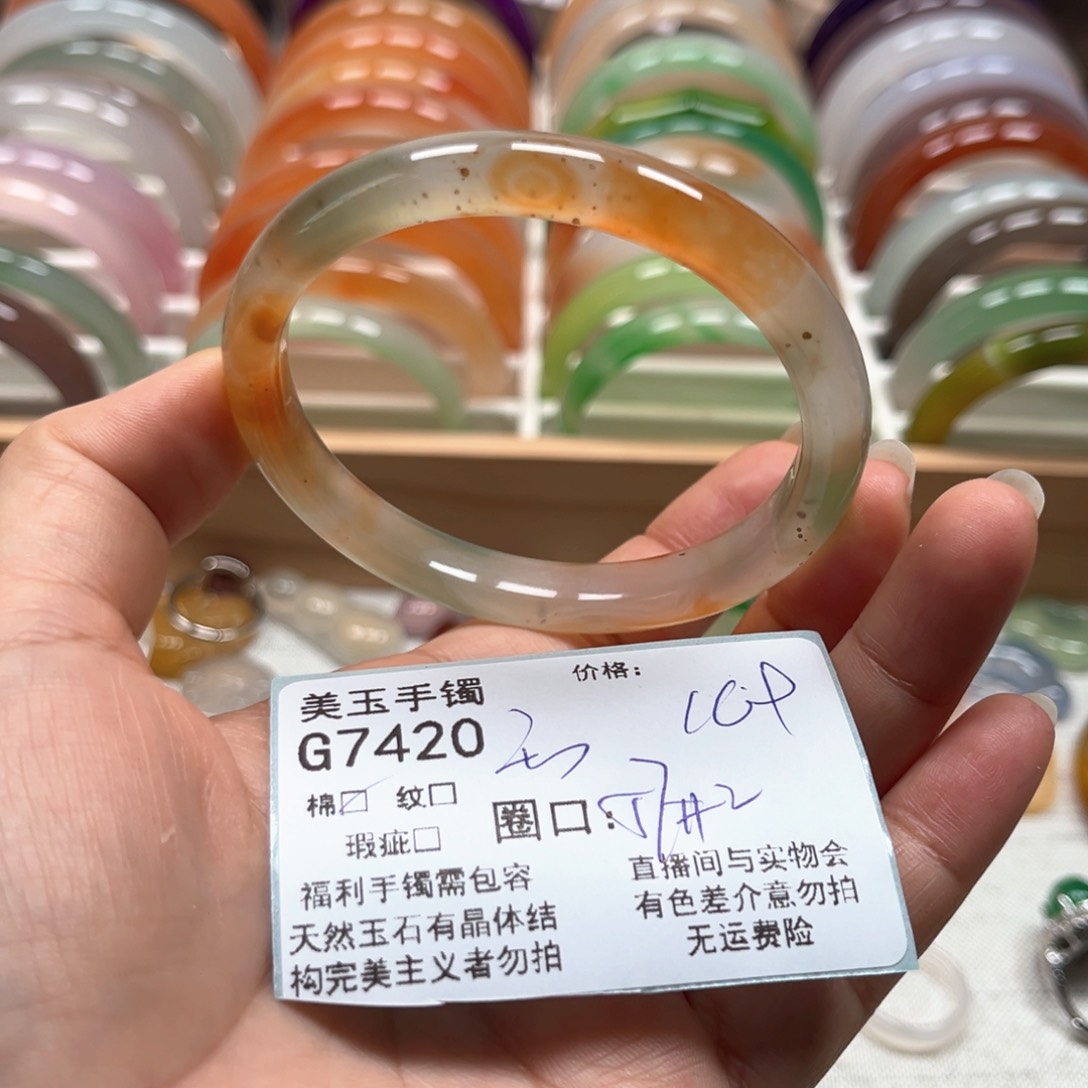 美玉手镯
价格:
G7420
棉☑ 纹□
圈口:
瑕疵□
福利手镯需包容
天然玉石有晶体结
构完美主义者勿拍
直播间与实物会
有色差介意勿拍
无运费险